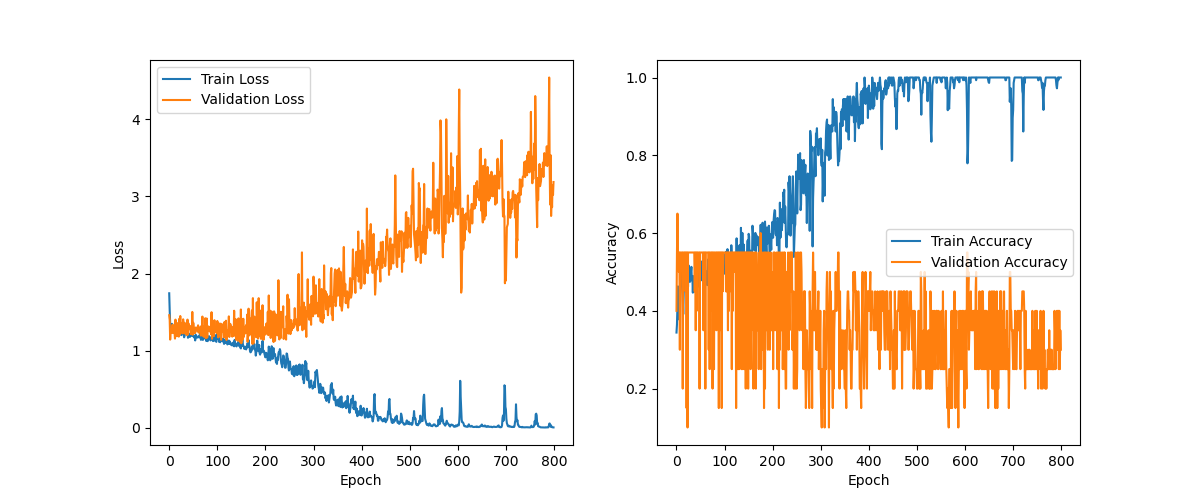 Train Loss
Validation Loss
4
3
2
1
0
Loss
0 100 200 300 400 500 600 700 800
Epoch
1.0
0.8
0.6
0.4
0.2
Accuracy
Train Accuracy
Validation Accuracy
0 100 200 300 400 500 600 700 800
Epoch